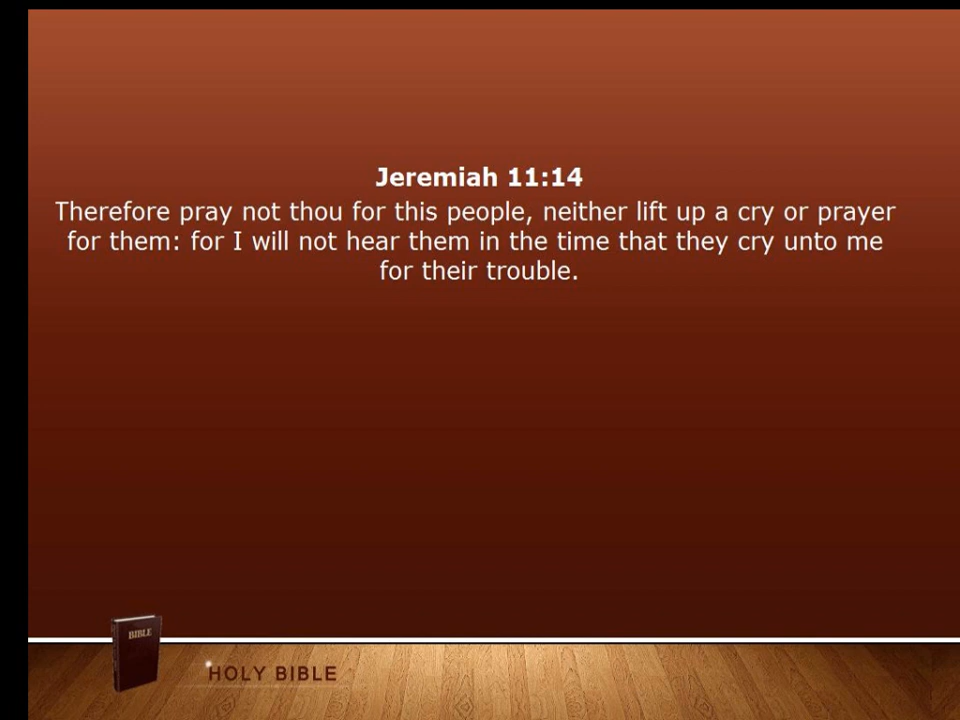 Jeremiah 11:14
Therefore pray not thou for this people, neither lift up a cry or prayer
for them: for I will not hear them in the time that they cry unto me
for their trouble.
BIBLE
HOLY BIBLE